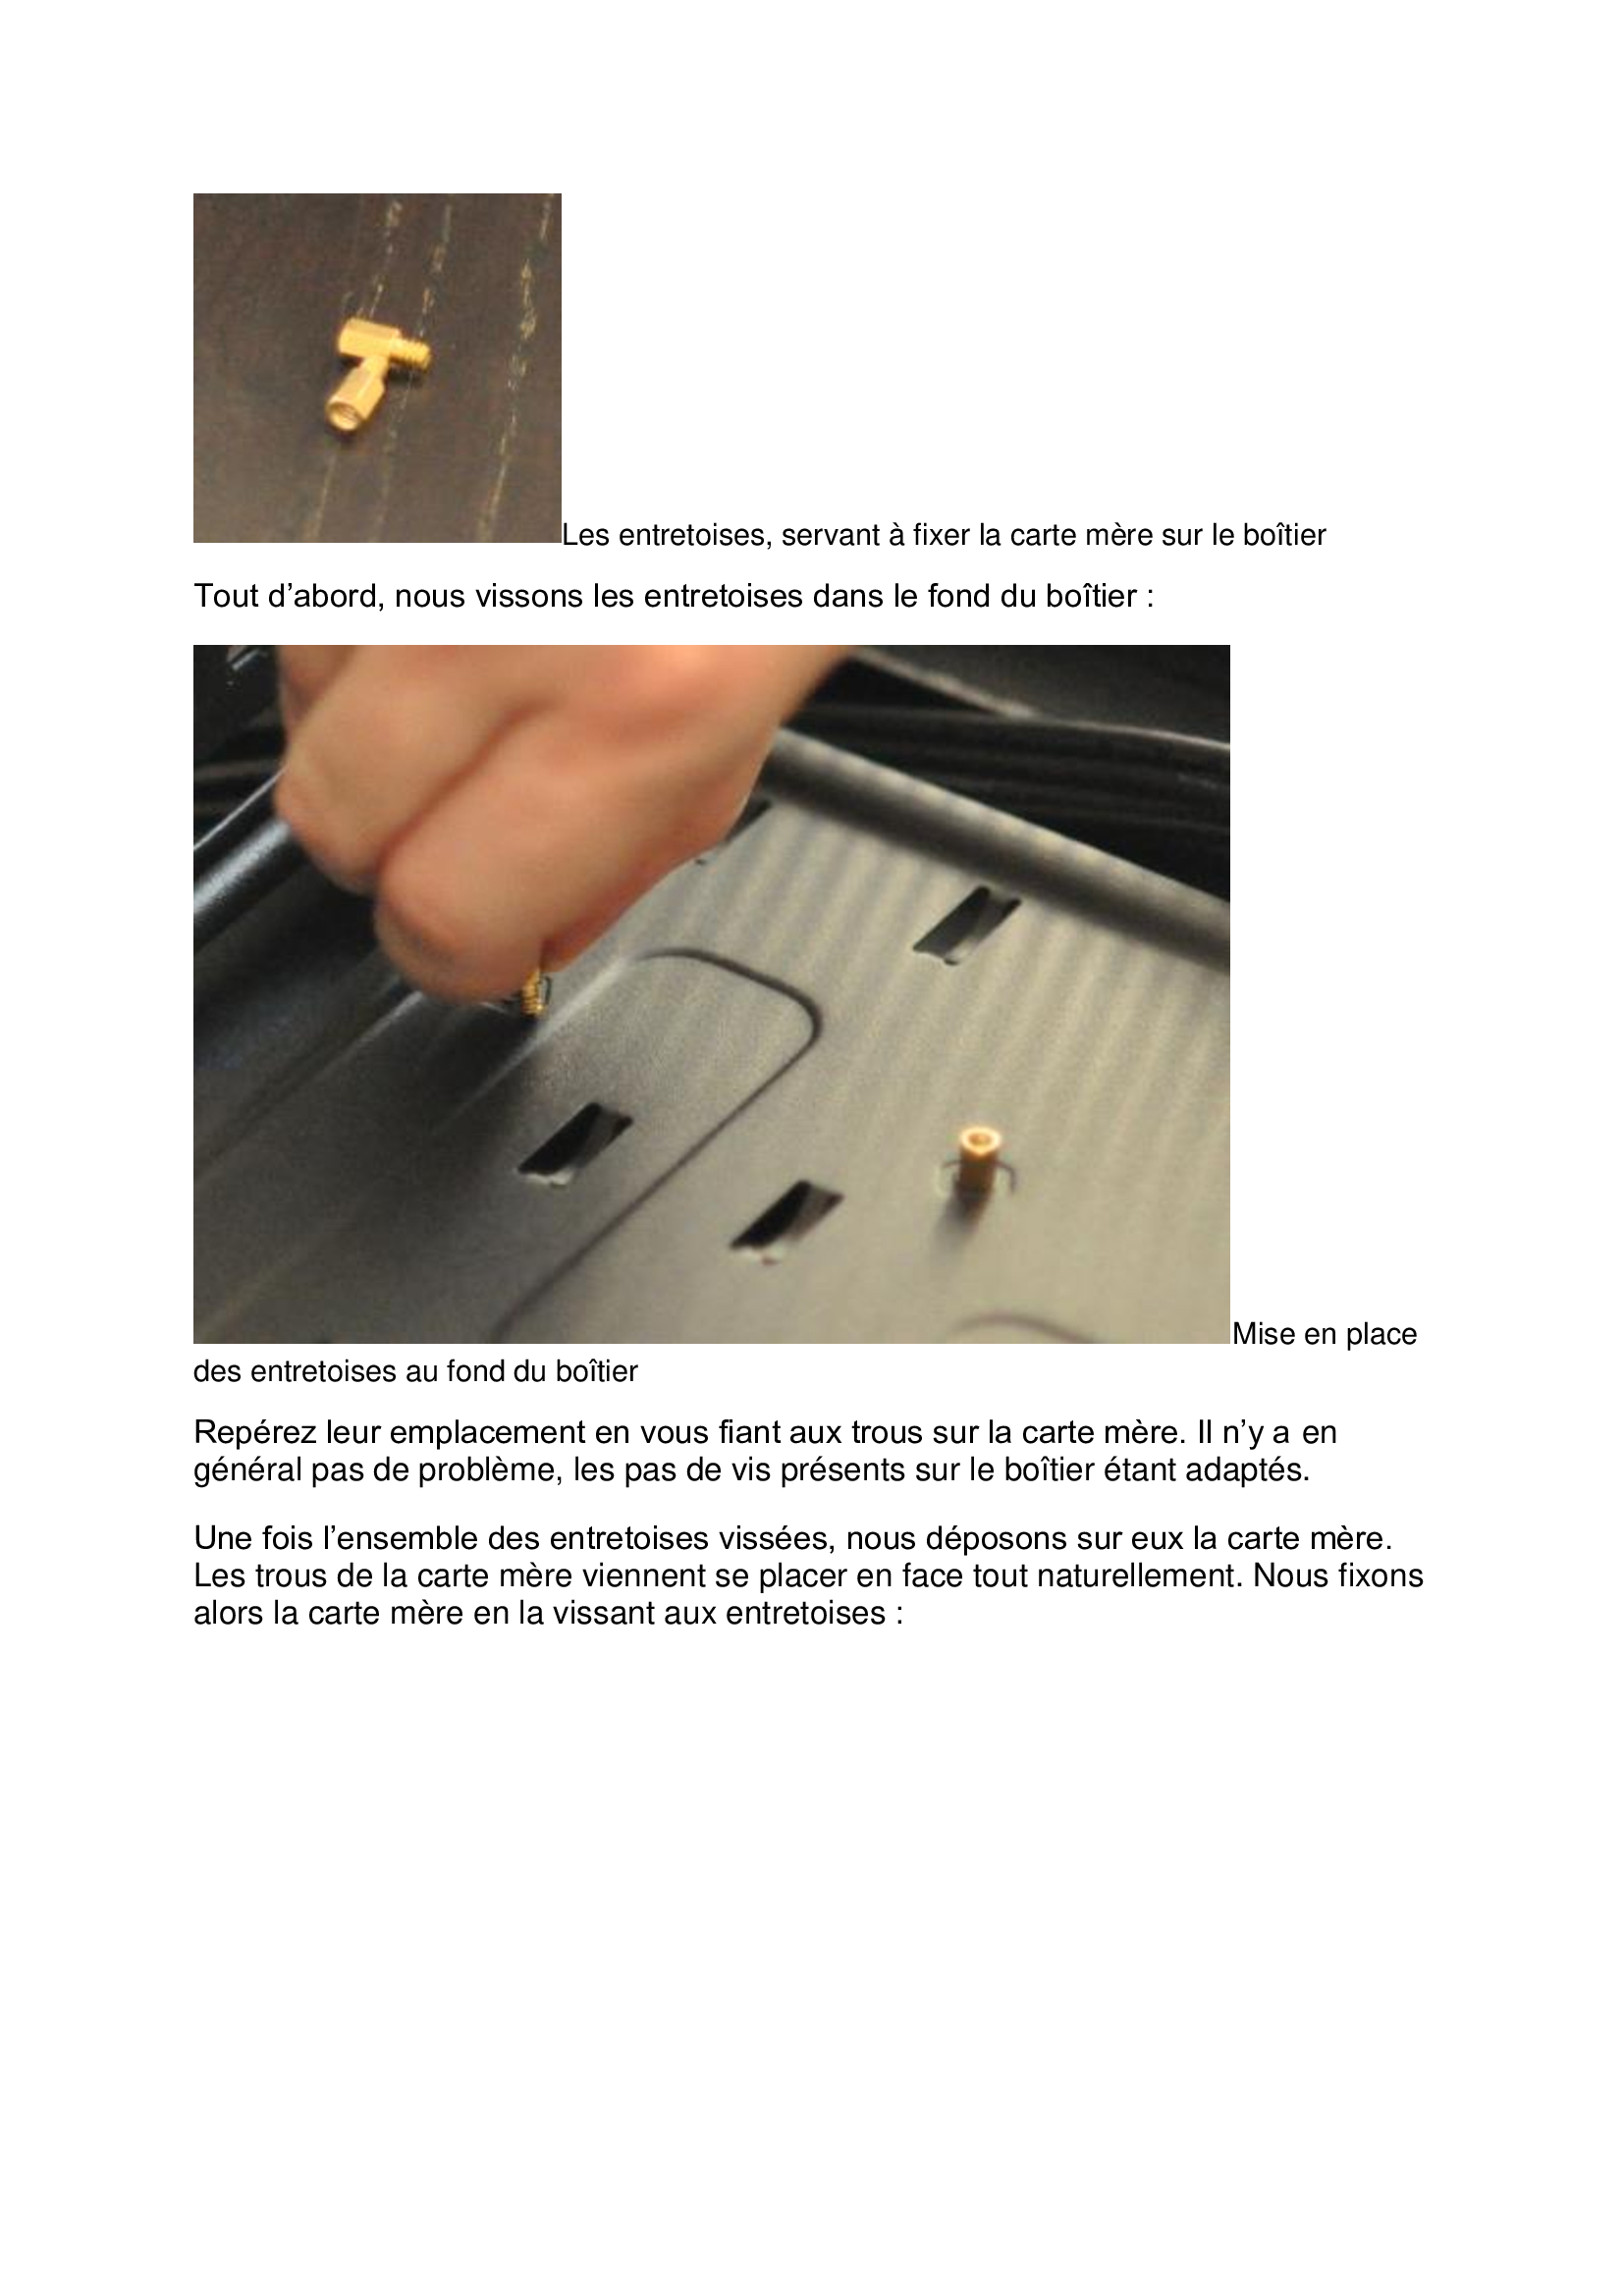 Les entretoises, servant à fixer la carte mère sur le boîtier
Tout d’abord, nous vissons les entretoises dans le fond du boîtier :
Mise en place
des entretoises au fond du boîtier
Repérez leur emplacement en vous fiant aux trous sur la carte mère. Il n’y a en
général pas de problème, les pas de vis présents sur le boîtier étant adaptés.
Une fois l’ensemble des entretoises vissées, nous déposons sur eux la carte mère.
Les trous de la carte mère viennent se placer en face tout naturellement. Nous fixons
alors la carte mère en la vissant aux entretoises :